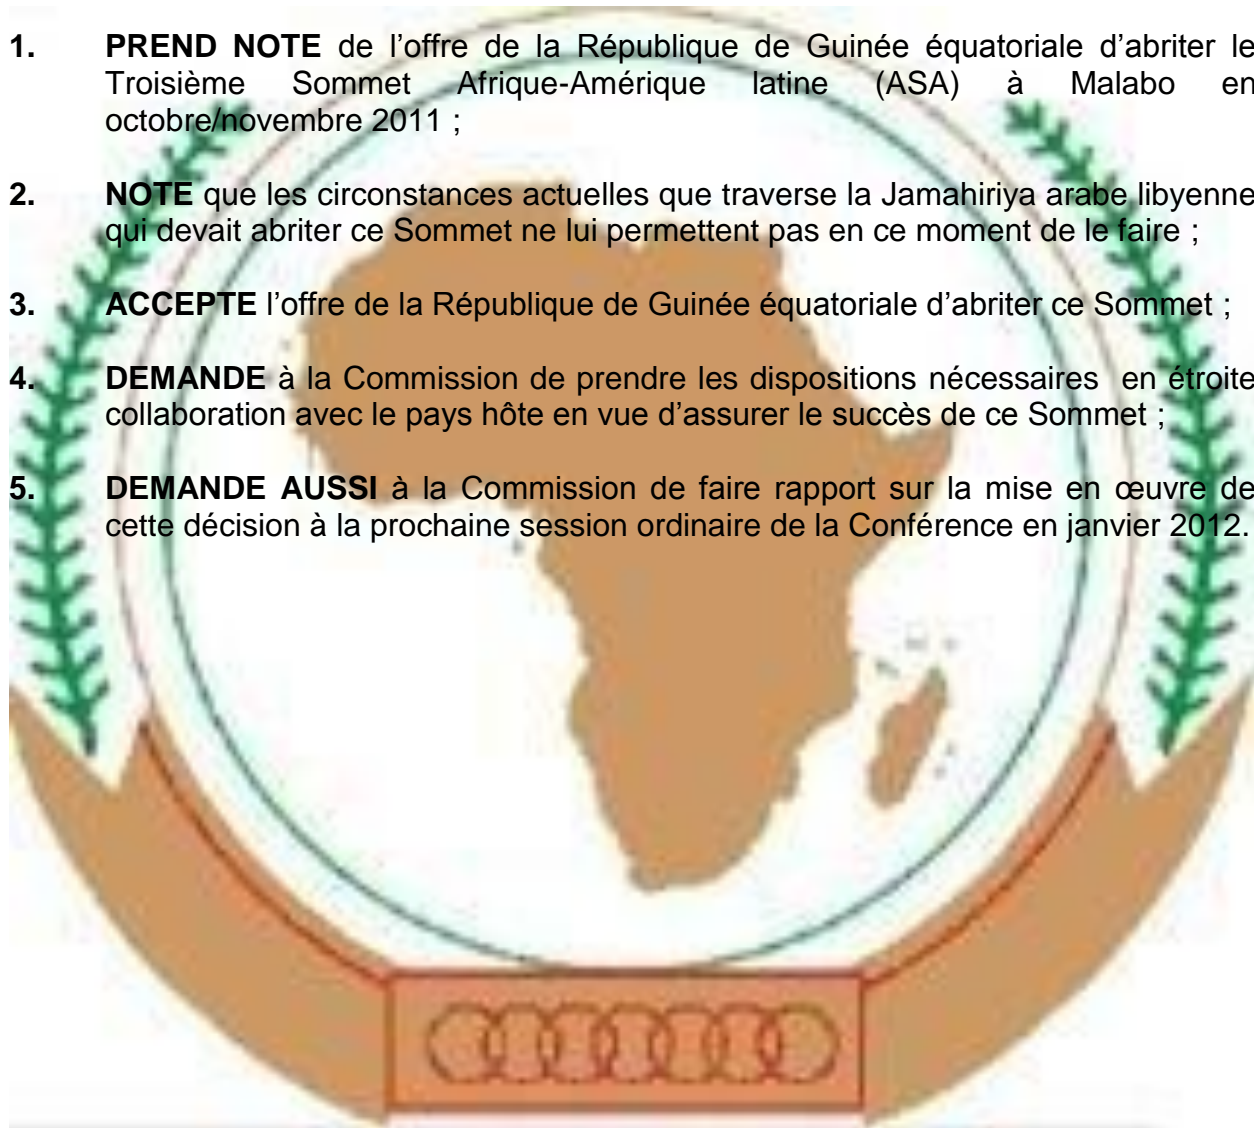 1. PREND NOTE de l’offre de la République de Guinée équatoriale d’abriter le
Troisième Sommet Afrique-Amérique latine (ASA) à Malabo en
octobre/novembre 2011 ;
2. NOTE que les circonstances actuelles que traverse la Jamahiriya arabe libyenne
qui devait abriter ce Sommet ne lui permettent pas en ce moment de le faire ;
3. ACCEPTE l’offre de la République de Guinée équatoriale d’abriter ce Sommet ;
4. DEMANDE à la Commission de prendre les dispositions nécessaires en étroite
collaboration avec le pays hôte en vue d’assurer le succès de ce Sommet ;
5. DEMANDE AUSSI à la Commission de faire rapport sur la mise en œuvre de
cette décision à la prochaine session ordinaire de la Conférence en janvier 2012.